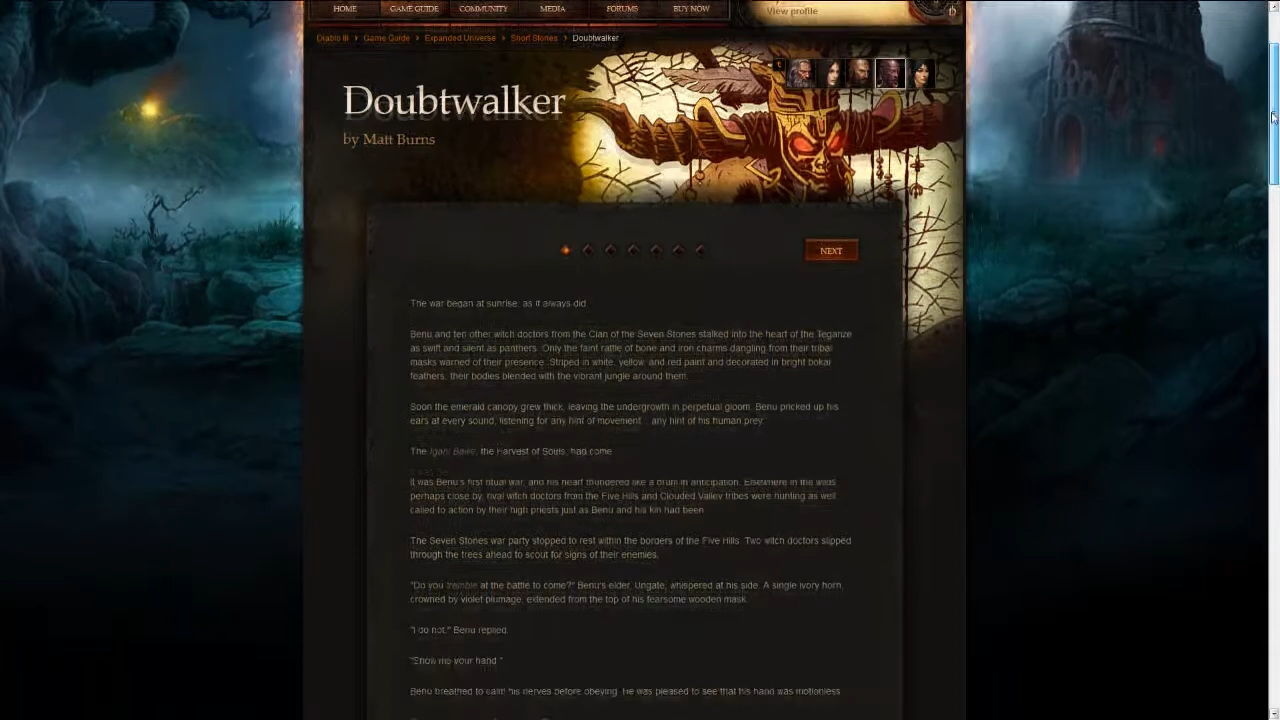 HOME GAME GUIDE COMMUNITY MEDIA FORUMS BUY NOW View profile
Diablo III Game Guide Expanded Universe Short Stories Doubtwalker
Doubtwalker
by Matt Burns
NEXT
The war began at sunrise, as it always did.
Benu and ten other witch doctors from the Clan of the Seven Stones stalked into the heart of the Teganze
as swift and silent as panthers. Only the faint rattle of bone and iron charms dangling from their tribal
masks warned of their presence. Striped in white, yellow, and red paint and decorated in bright bokai
feathers, their bodies blended with the vibrant jungle around them.
Soon the emerald canopy grew thick, leaving the undergrowth in perpetual gloom. Benu pricked up his
ears at every sound, listening for any hint of movement... any hint of his human prey.
The Igani Bawe, the Harvest of Souls, had come.
It was Benu's first ritual war, and his heart thundered like a drum in anticipation. Elsewhere in the wilds,
perhaps close by, rival witch doctors from the Five Hills and Clouded Valley tribes were hunting as well,
called to action by their high priests just as Benu and his kin had been.
The Seven Stones war party stopped to rest within the borders of the Five Hills. Two witch doctors slipped
through the trees ahead to scout for signs of their enemies.
"Do you tremble at the battle to come?" Benu's elder, Ungate, whispered at his side. A single ivory horn,
crowned by violet plumage, extended from the top of his fearsome wooden mask.
"I do not." Benu replied.
"Show me your hand."
Benu breathed to calm his nerves before obeying. He was pleased to see that his hand was motionless.